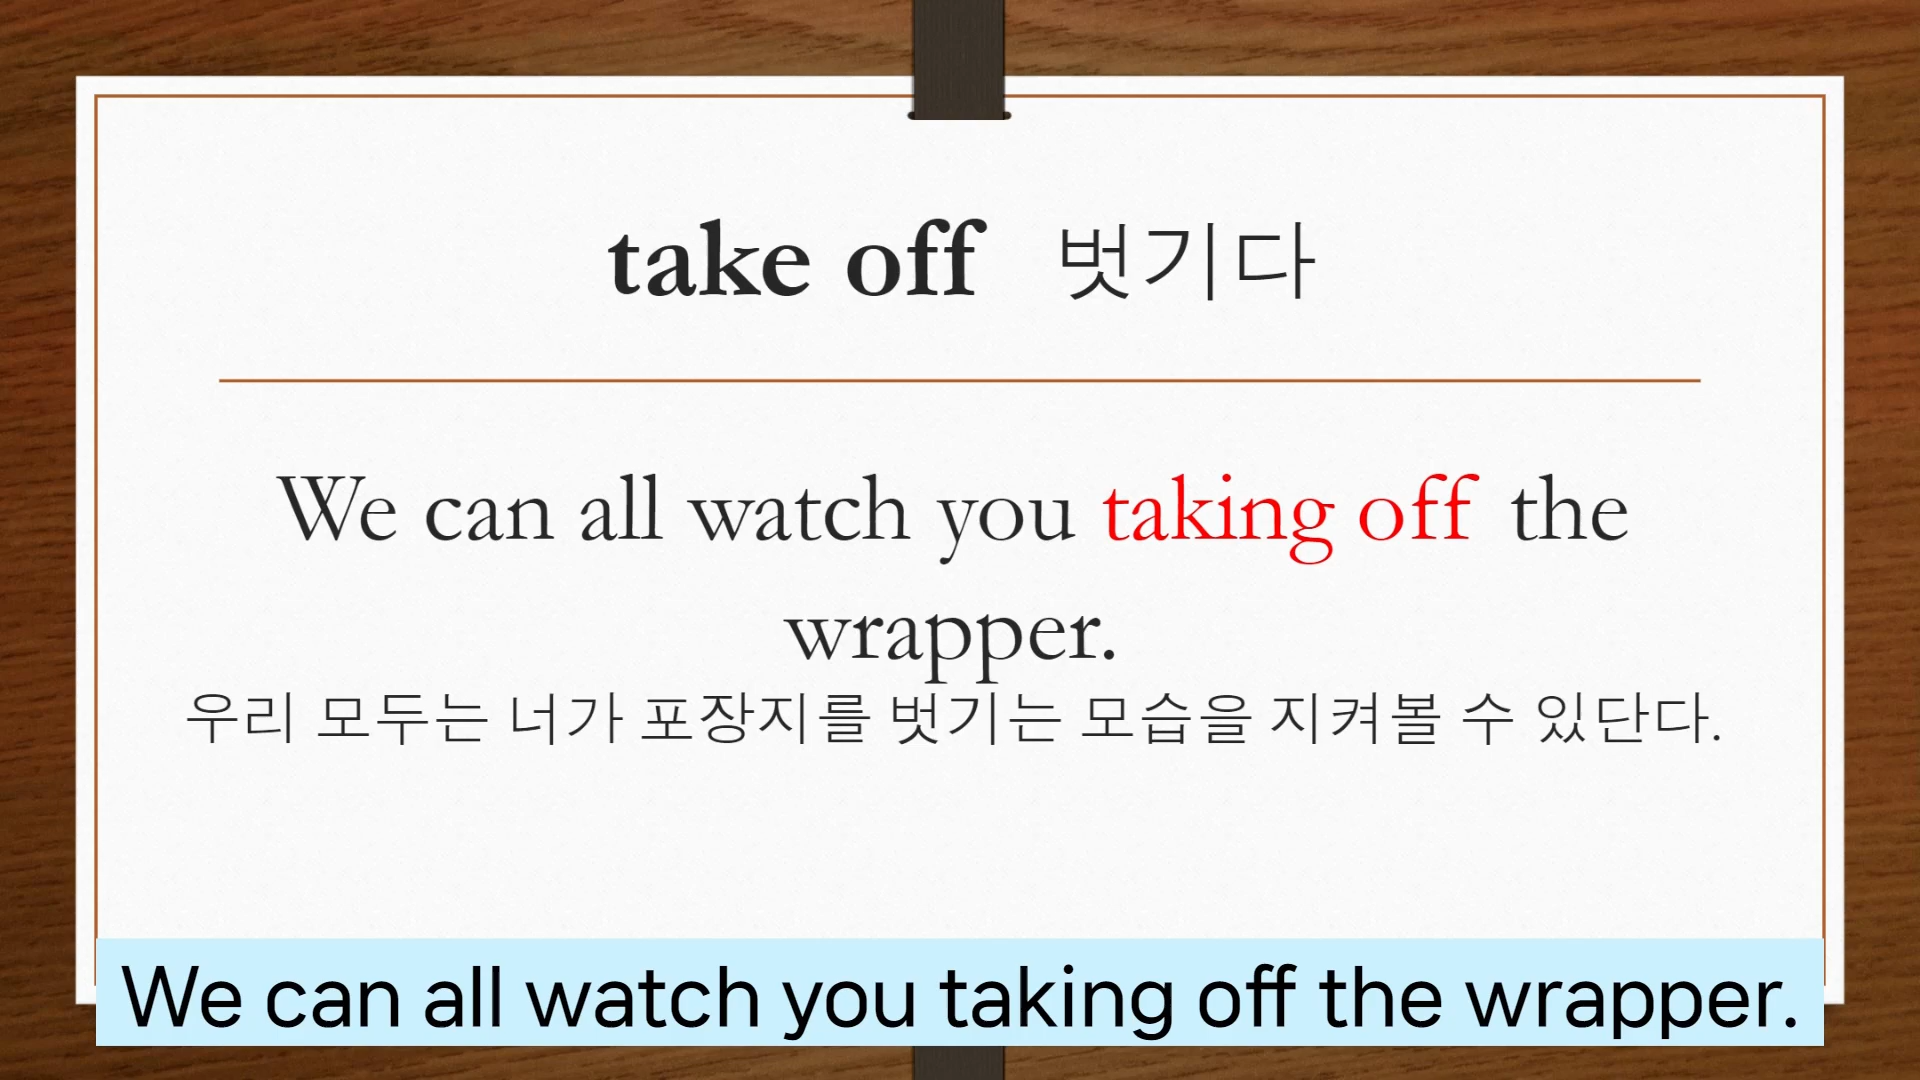 take off 벗기다
We can all watch you taking off the
wrapper.
우리 모두는 너가 포장지를 벗기는 모습을 지켜볼 수 있단다.
We can all watch you taking off the wrapper.